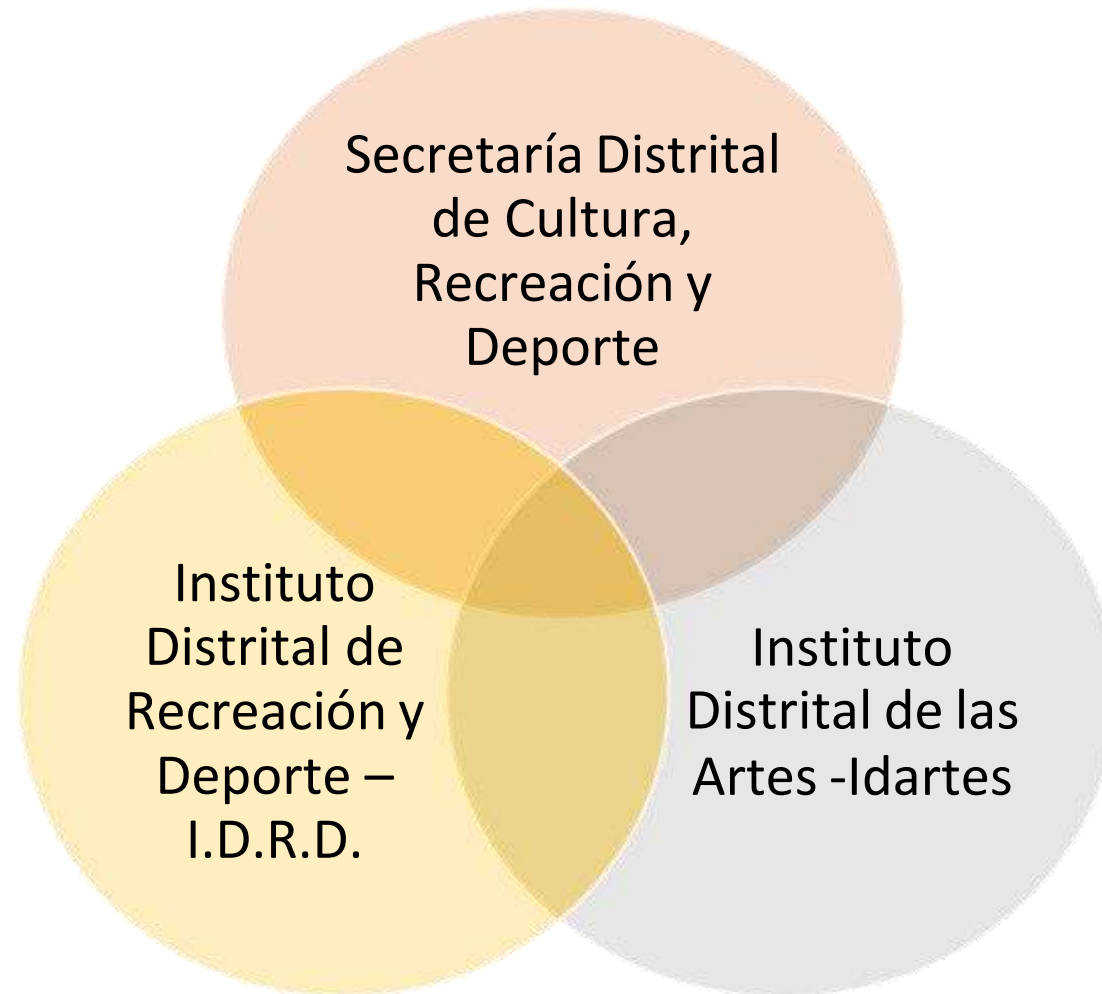 Secretaría Distrital
de Cultura,
Recreación y
Deporte
Instituto
Distrital de
Recreación y
Deporte –
I.D.R.D.
Instituto
Distrital de las
Artes -Idartes